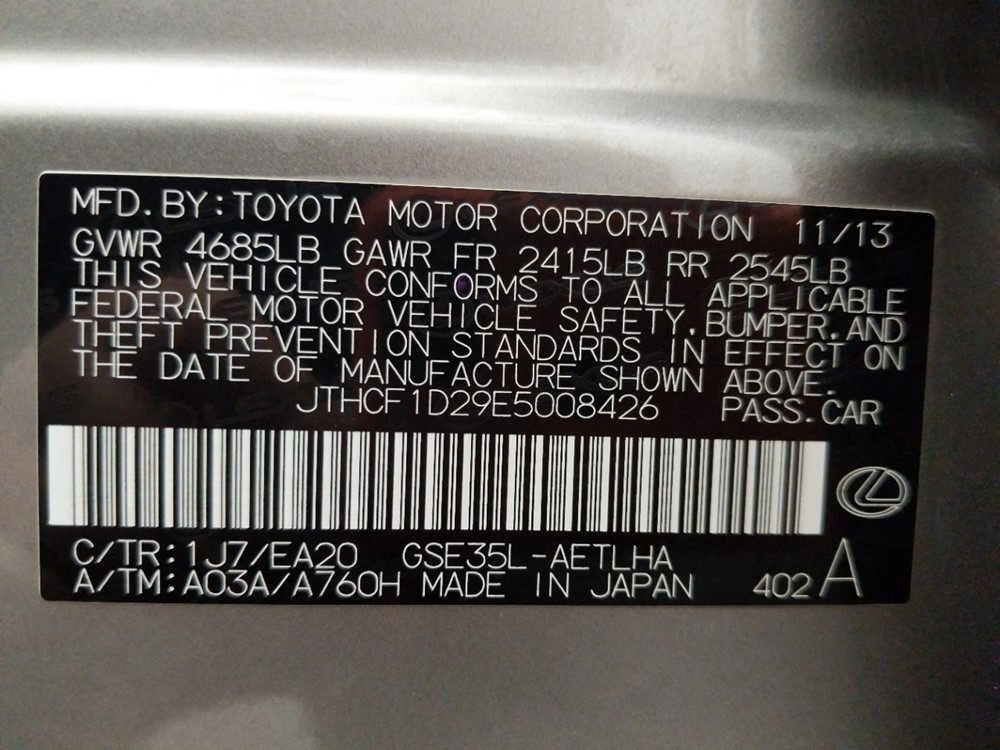 MFD.BY:TOYOTA MOTOR CORPORATION 11/13
GVWR 4685LB GAWR FR 2415LB RR 2545LB
THIS VEHICLE CONFORMS TO ALL APPLICABLE
FEDERAL MOTOR VEHICLE SAFETY,BUMPER,AND
THEFT PREVENTION STANDARDS IN EFFECT ON
THE DATE OF MANUFACTURE SHOWN ABOVE.
JTHCF1D29E5008426 PASS.CAR
C/TR:1J7/EA20 GSE35L-AETLHA
A/TM:A03A/A760H MADE IN JAPAN 402 A